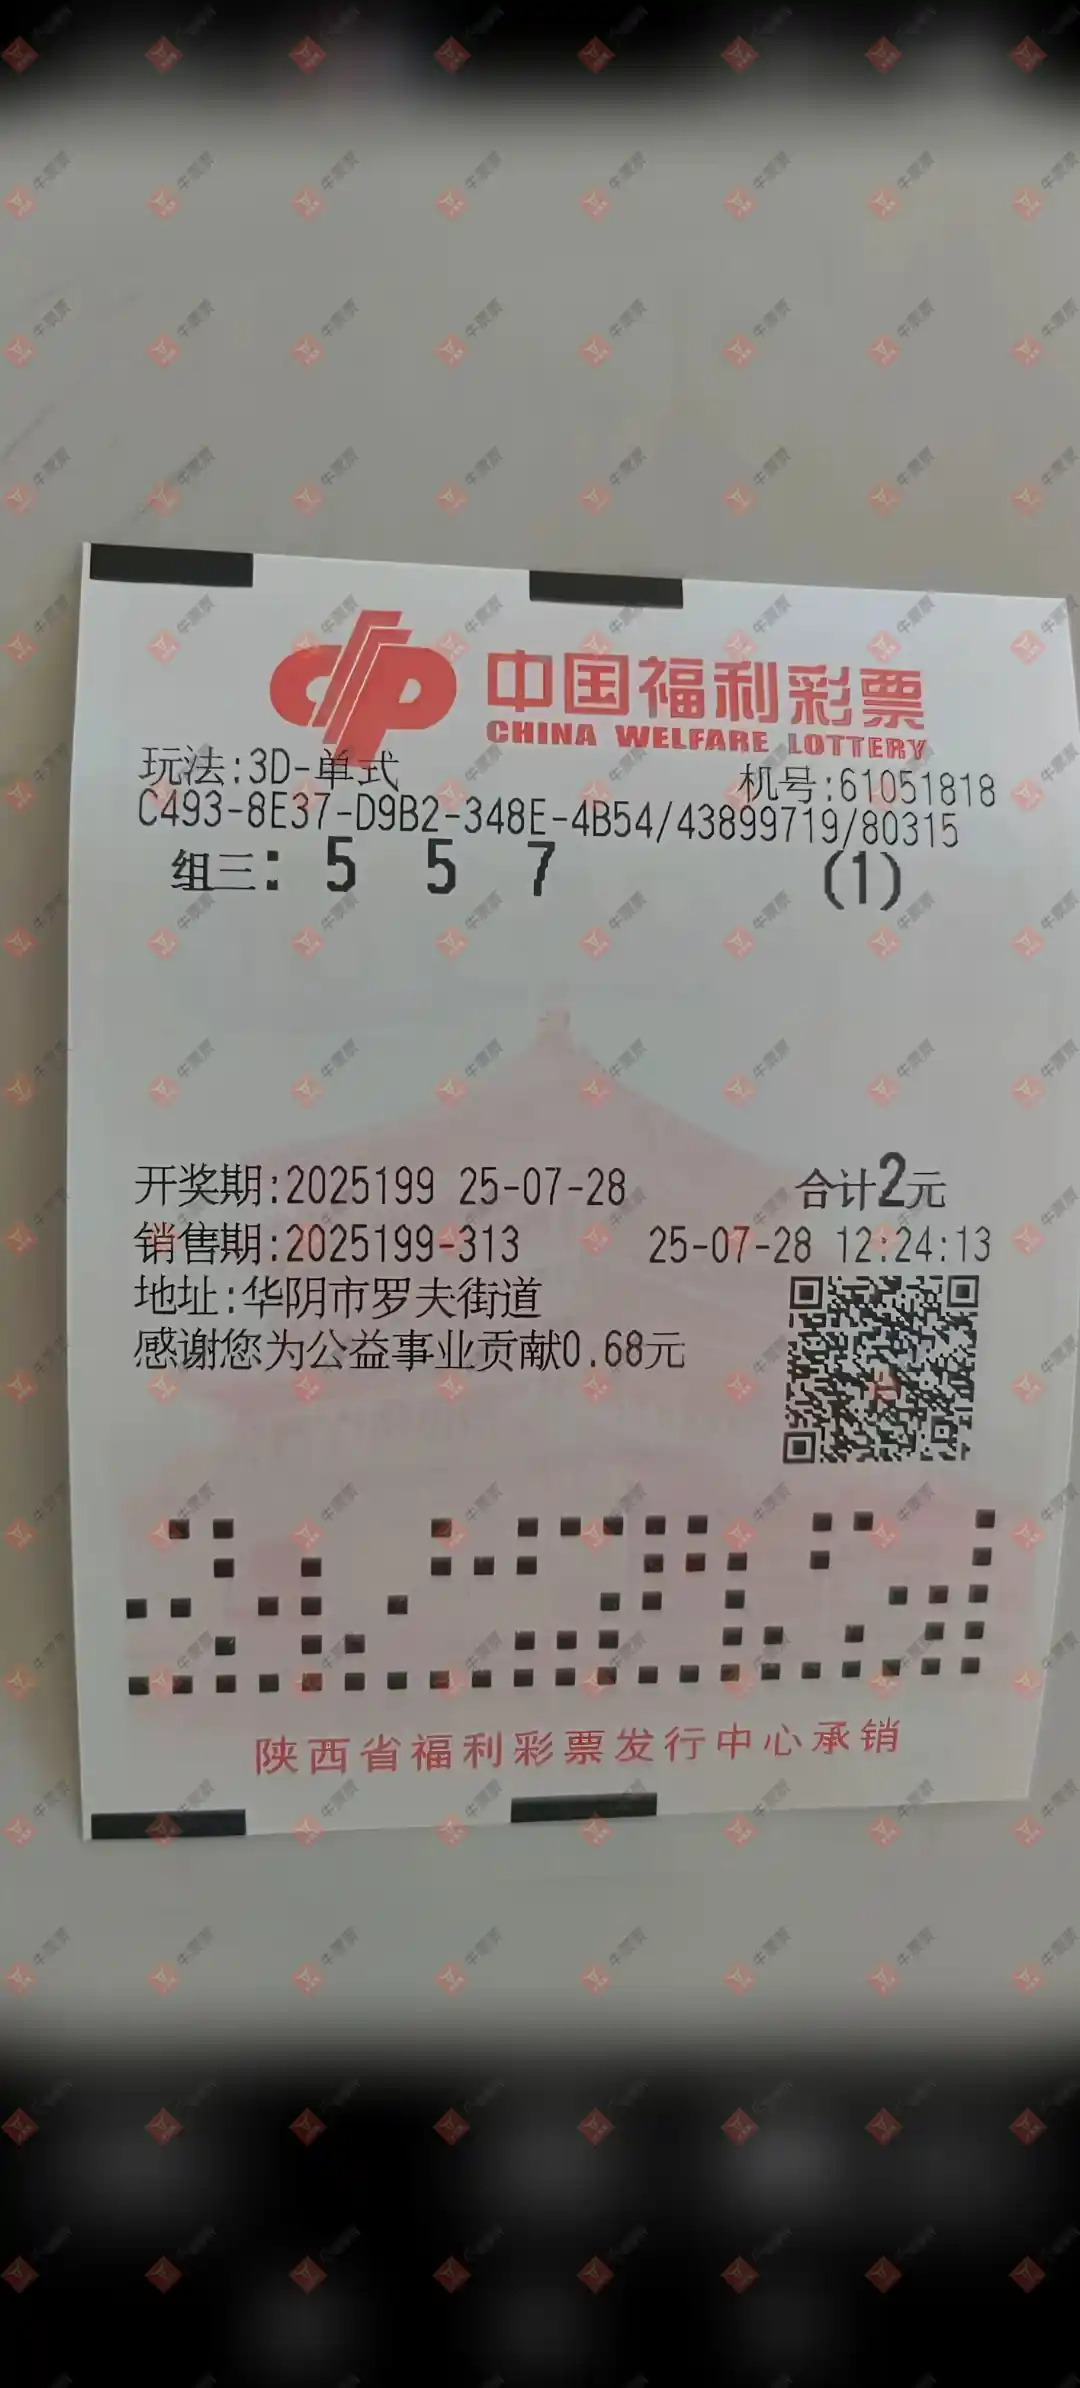 中国福利彩票
CHINA WELFARE LOTTERY
玩法:3D-单式 机号:61051818
C493-8E37-D9B2-348E-4B54/43899719/80315
组三: 5 5 7 (1)
开奖期:2025199 25-07-28 合计2元
销售期:2025199-313 25-07-28 12:24:13
地址:华阴市罗夫街道
感谢您为公益事业贡献0.68元
陕西省福利彩票发行中心承销
牛票票